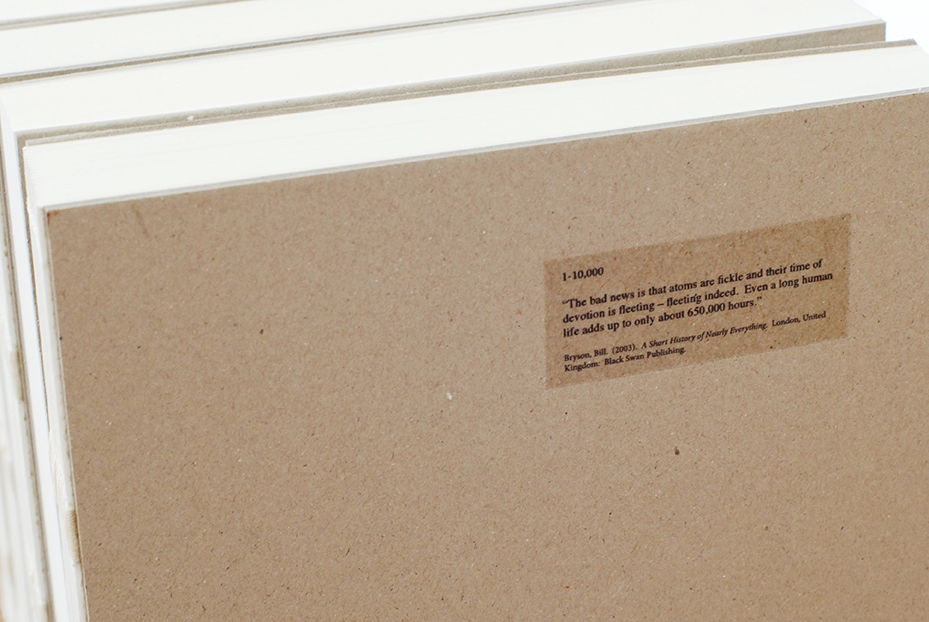 1-10,000
“The bad news is that atoms are fickle and their time of
devotion is fleeting – fleeting indeed. Even a long human
life adds up to only about 650,000 hours.”
Bryson, Bill. (2003). A Short History of Nearly Everything. London, United
Kingdom: Black Swan Publishing.